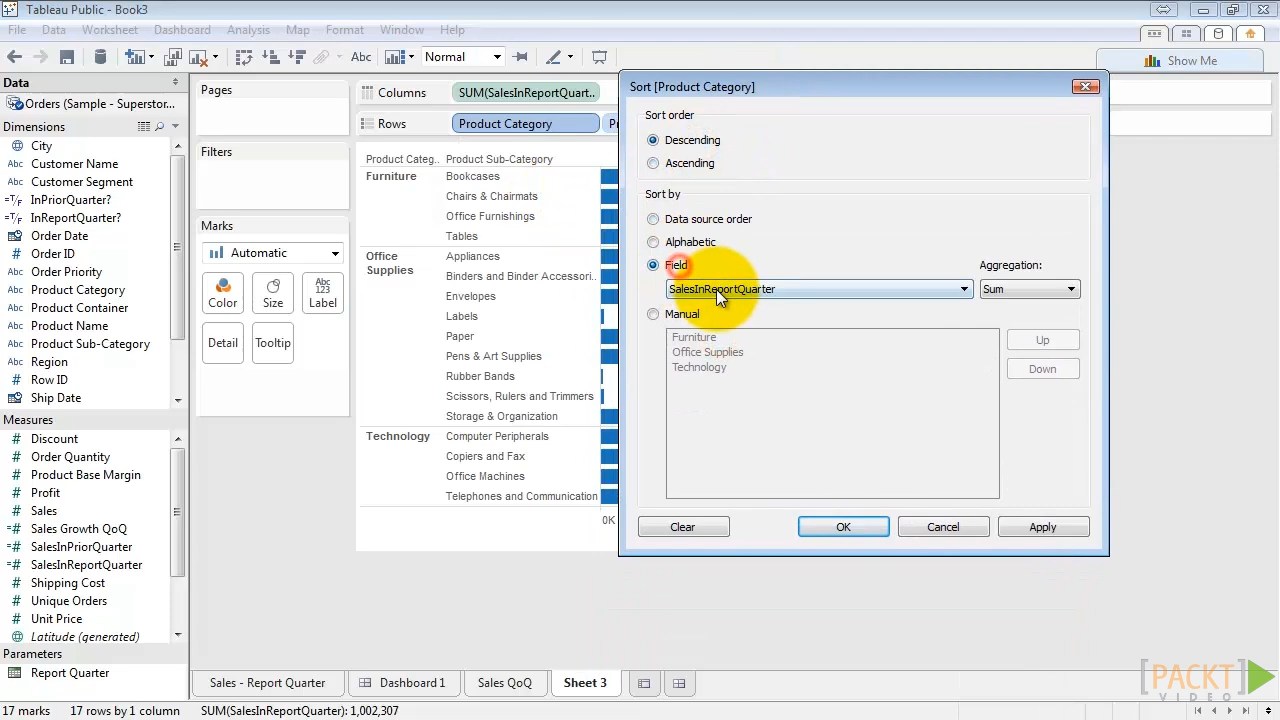 Tableau Public - Book3
File Data Worksheet Dashboard Analysis Map Format Window Help
Abc Normal
Show Me
Data
Orders (Sample - Superstor...
Dimensions
City
Abc Customer Name
Abc Customer Segment
=T/F InPriorQuarter?
=T/F InReportQuarter?
Order Date
Abc Order ID
Abc Order Priority
Abc Product Category
Abc Product Container
Abc Product Name
Abc Product Sub-Category
Abc Region
# Row ID
Ship Date
Measures
# Discount
# Order Quantity
# Product Base Margin
# Profit
# Sales
=# Sales Growth QoQ
=# SalesInPriorQuarter
=# SalesInReportQuarter
# Shipping Cost
# Unique Orders
# Unit Price
Latitude (generated)
Parameters
Report Quarter
Pages
Filters
Marks
Automatic
Color
Size
Abc
123
Label
Detail
Tooltip
Columns SUM(SalesInReportQuart..
Rows Product Category
Product Categ.. Product Sub-Category
Furniture
Bookcases
Chairs & Chairmats
Office Furnishings
Tables
Office
Supplies
Appliances
Binders and Binder Accessori..
Envelopes
Labels
Paper
Pens & Art Supplies
Rubber Bands
Scissors, Rulers and Trimmers
Storage & Organization
Technology
Computer Peripherals
Copiers and Fax
Office Machines
Telephones and Communication
0K
Sort [Product Category]
Sort order
Descending
Ascending
Sort by
Data source order
Alphabetic
Field
Aggregation:
SalesInReportQuarter
Sum
Manual
Furniture
Office Supplies
Technology
Up
Down
Clear
OK
Cancel
Apply
Sales - Report Quarter
Dashboard 1
Sales QoQ
Sheet 3
17 marks 17 rows by 1 column SUM(SalesInReportQuarter): 1,002,307
[PACKT]
VIDEO